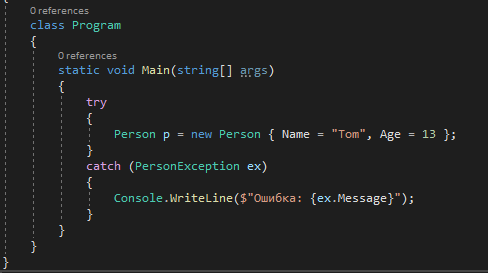 {
0 references
class Program
{
0 references
static void Main(string[] args)
{
try
{
Person p = new Person { Name = "Tom", Age = 13 };
}
catch (PersonException ex)
{
Console.WriteLine($"Ошибка: {ex.Message}");
}
}
}
}